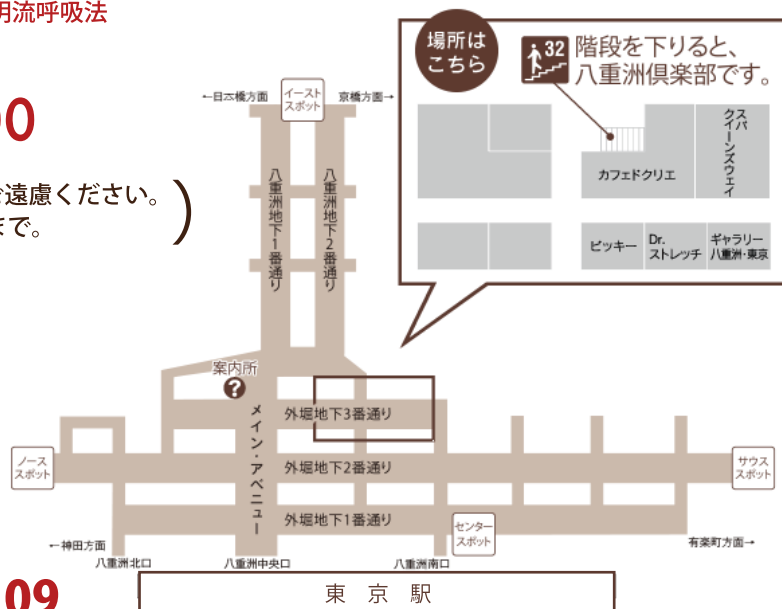 明流呼吸法
場所は
こちら
32
階段を下りると、
八重洲倶楽部です。
00
ご遠慮ください。
まで。
)
カフェドクリエ
スパ
クイーンズウェイ
ビッキー
Dr.
ストレッチ
ギャラリー
八重洲・東京
←日本橋方面
イースト
スポット
京橋方面→
八重洲地下1番通り
八重洲地下2番通り
案内所
?
メイン・アベニュー
外堀地下3番通り
外堀地下2番通り
外堀地下1番通り
ノース
スポット
サウス
スポット
センター
スポット
←神田方面
有楽町方面→
八重洲北口
八重洲中央口
八重洲南口
東京駅
09